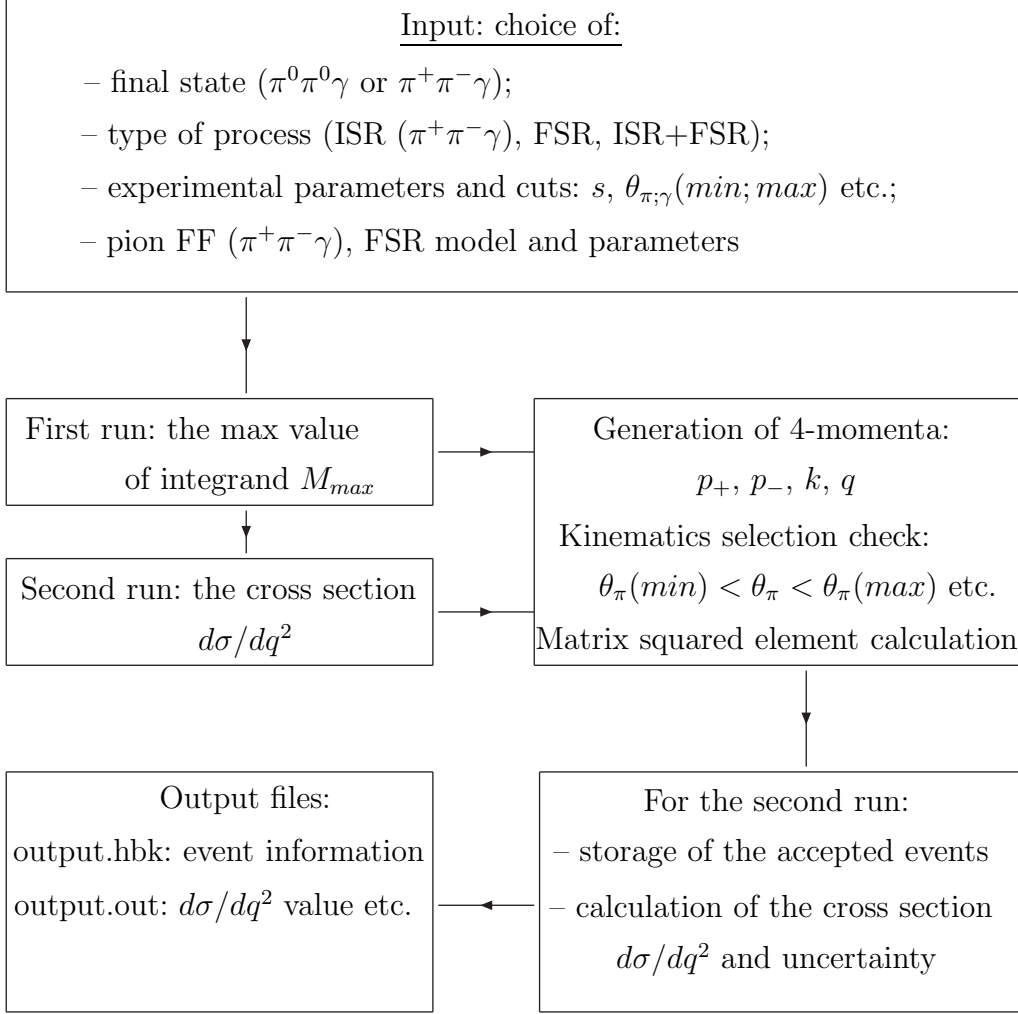 Input: choice of:
– final state (π⁰π⁰γ or π⁺π⁻γ);
– type of process (ISR (π⁺π⁻γ), FSR, ISR+FSR);
– experimental parameters and cuts: s, θ_{π;γ}(min; max) etc.;
– pion FF (π⁺π⁻γ), FSR model and parameters
First run: the max value
of integrand M_{max}
Second run: the cross section
dσ/dq²
Generation of 4-momenta:
p₊, p₋, k, q
Kinematics selection check:
θ_π(min) < θ_π < θ_π(max) etc.
Matrix squared element calculation
Output files:
output.hbk: event information
output.out: dσ/dq² value etc.
For the second run:
– storage of the accepted events
– calculation of the cross section
dσ/dq² and uncertainty